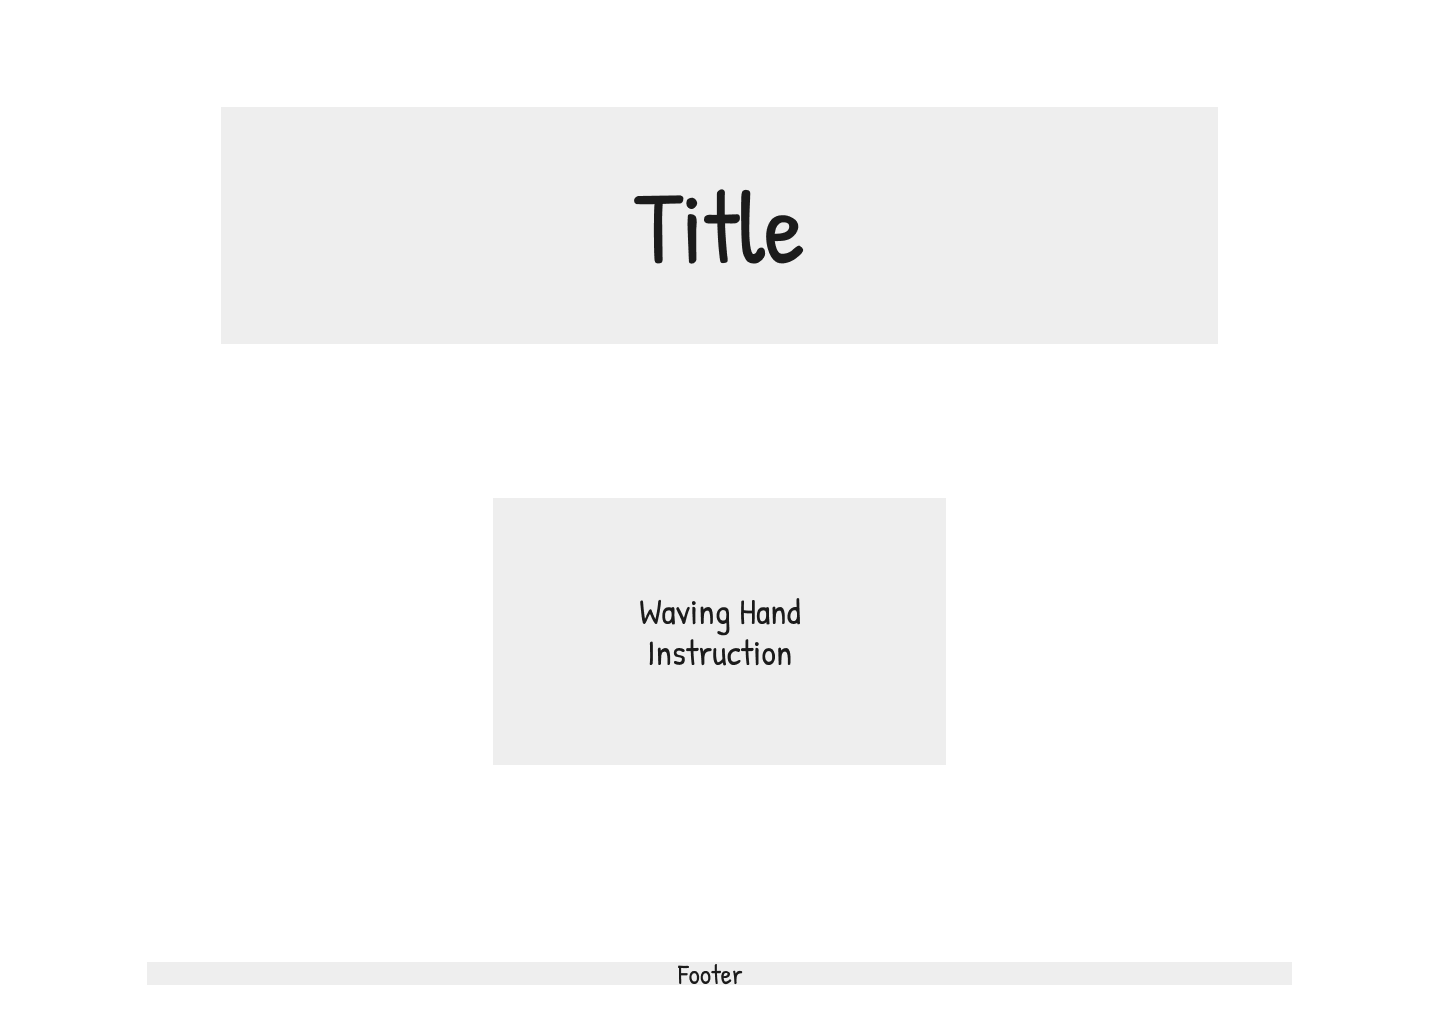 Title
Waving Hand
Instruction
Footer